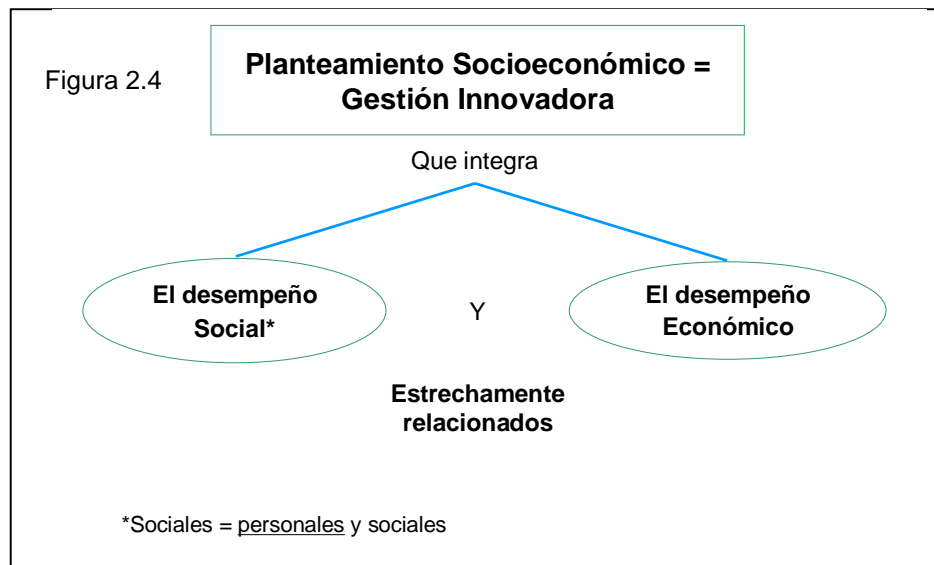 Figura 2.4
Planteamiento Socioeconómico =
Gestión Innovadora
Que integra
El desempeño
Social*
Y
El desempeño
Económico
Estrechamente
relacionados
*Sociales = personales y sociales